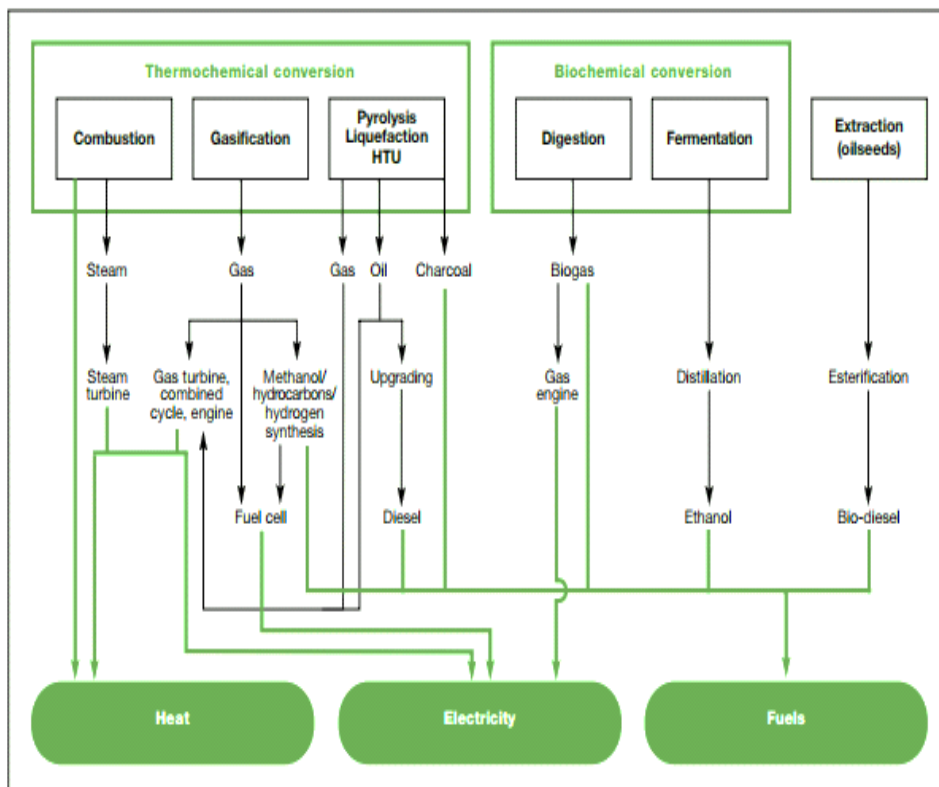 Thermochemical conversion
Biochemical conversion
Combustion
Gasification
Pyrolysis
Liquefaction
HTU
Digestion
Fermentation
Extraction
(oilseeds)
Steam
Gas
Gas
Oil
Charcoal
Biogas
Steam
turbine
Gas turbine,
combined
cycle, engine
Methanol/
hydrocarbons/
hydrogen
synthesis
Upgrading
Gas
engine
Distillation
Esterification
Fuel cell
Diesel
Ethanol
Bio-diesel
Heat
Electricity
Fuels